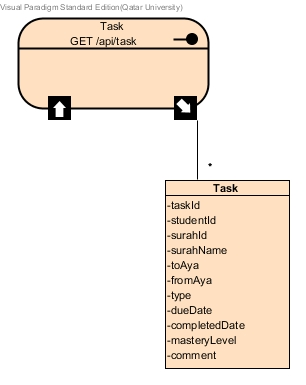 Visual Paradigm Standard Edition(Qatar University)
Task
GET /api/task
*
Task
-taskId
-studentId
-surahId
-surahName
-toAya
-fromAya
-type
-dueDate
-completedDate
-masteryLevel
-comment